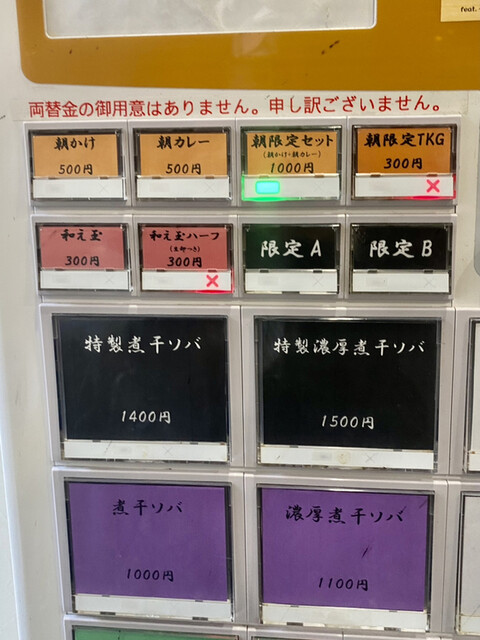 feat.
両替金の御用意はありません。申し訳ございません。
朝かけ
500円
朝カレー
500円
朝限定セット
(朝かけ+朝カレー)
1000円
朝限定TKG
300円
和え玉
300円
和え玉ハーフ
(生卵つき)
300円
限定A
限定B
特製煮干ソバ
1400円
特製濃厚煮干ソバ
1500円
煮干ソバ
1000円
濃厚煮干ソバ
1100円